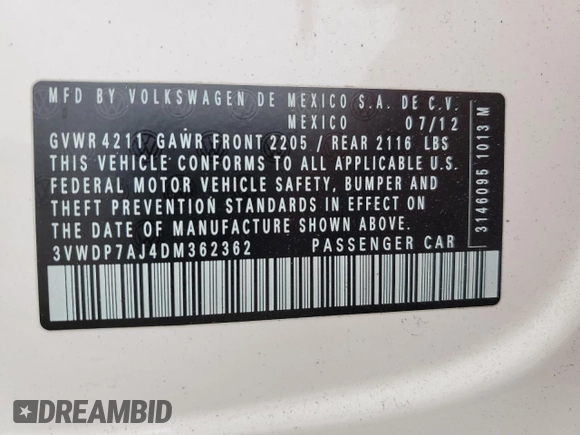 MFD BY VOLKSWAGEN DE MEXICO S.A. DE C.V.
MEXICO 07/12
GVWR 4211 GAWR FRONT 2205 / REAR 2116 LBS
THIS VEHICLE CONFORMS TO ALL APPLICABLE U.S.
FEDERAL MOTOR VEHICLE SAFETY, BUMPER AND
THEFT PREVENTION STANDARDS IN EFFECT ON
THE DATE OF MANUFACTURE SHOWN ABOVE.
3VWDP7AJ4DM362362 PASSENGER CAR
3146095 1013 M
DREAMBID